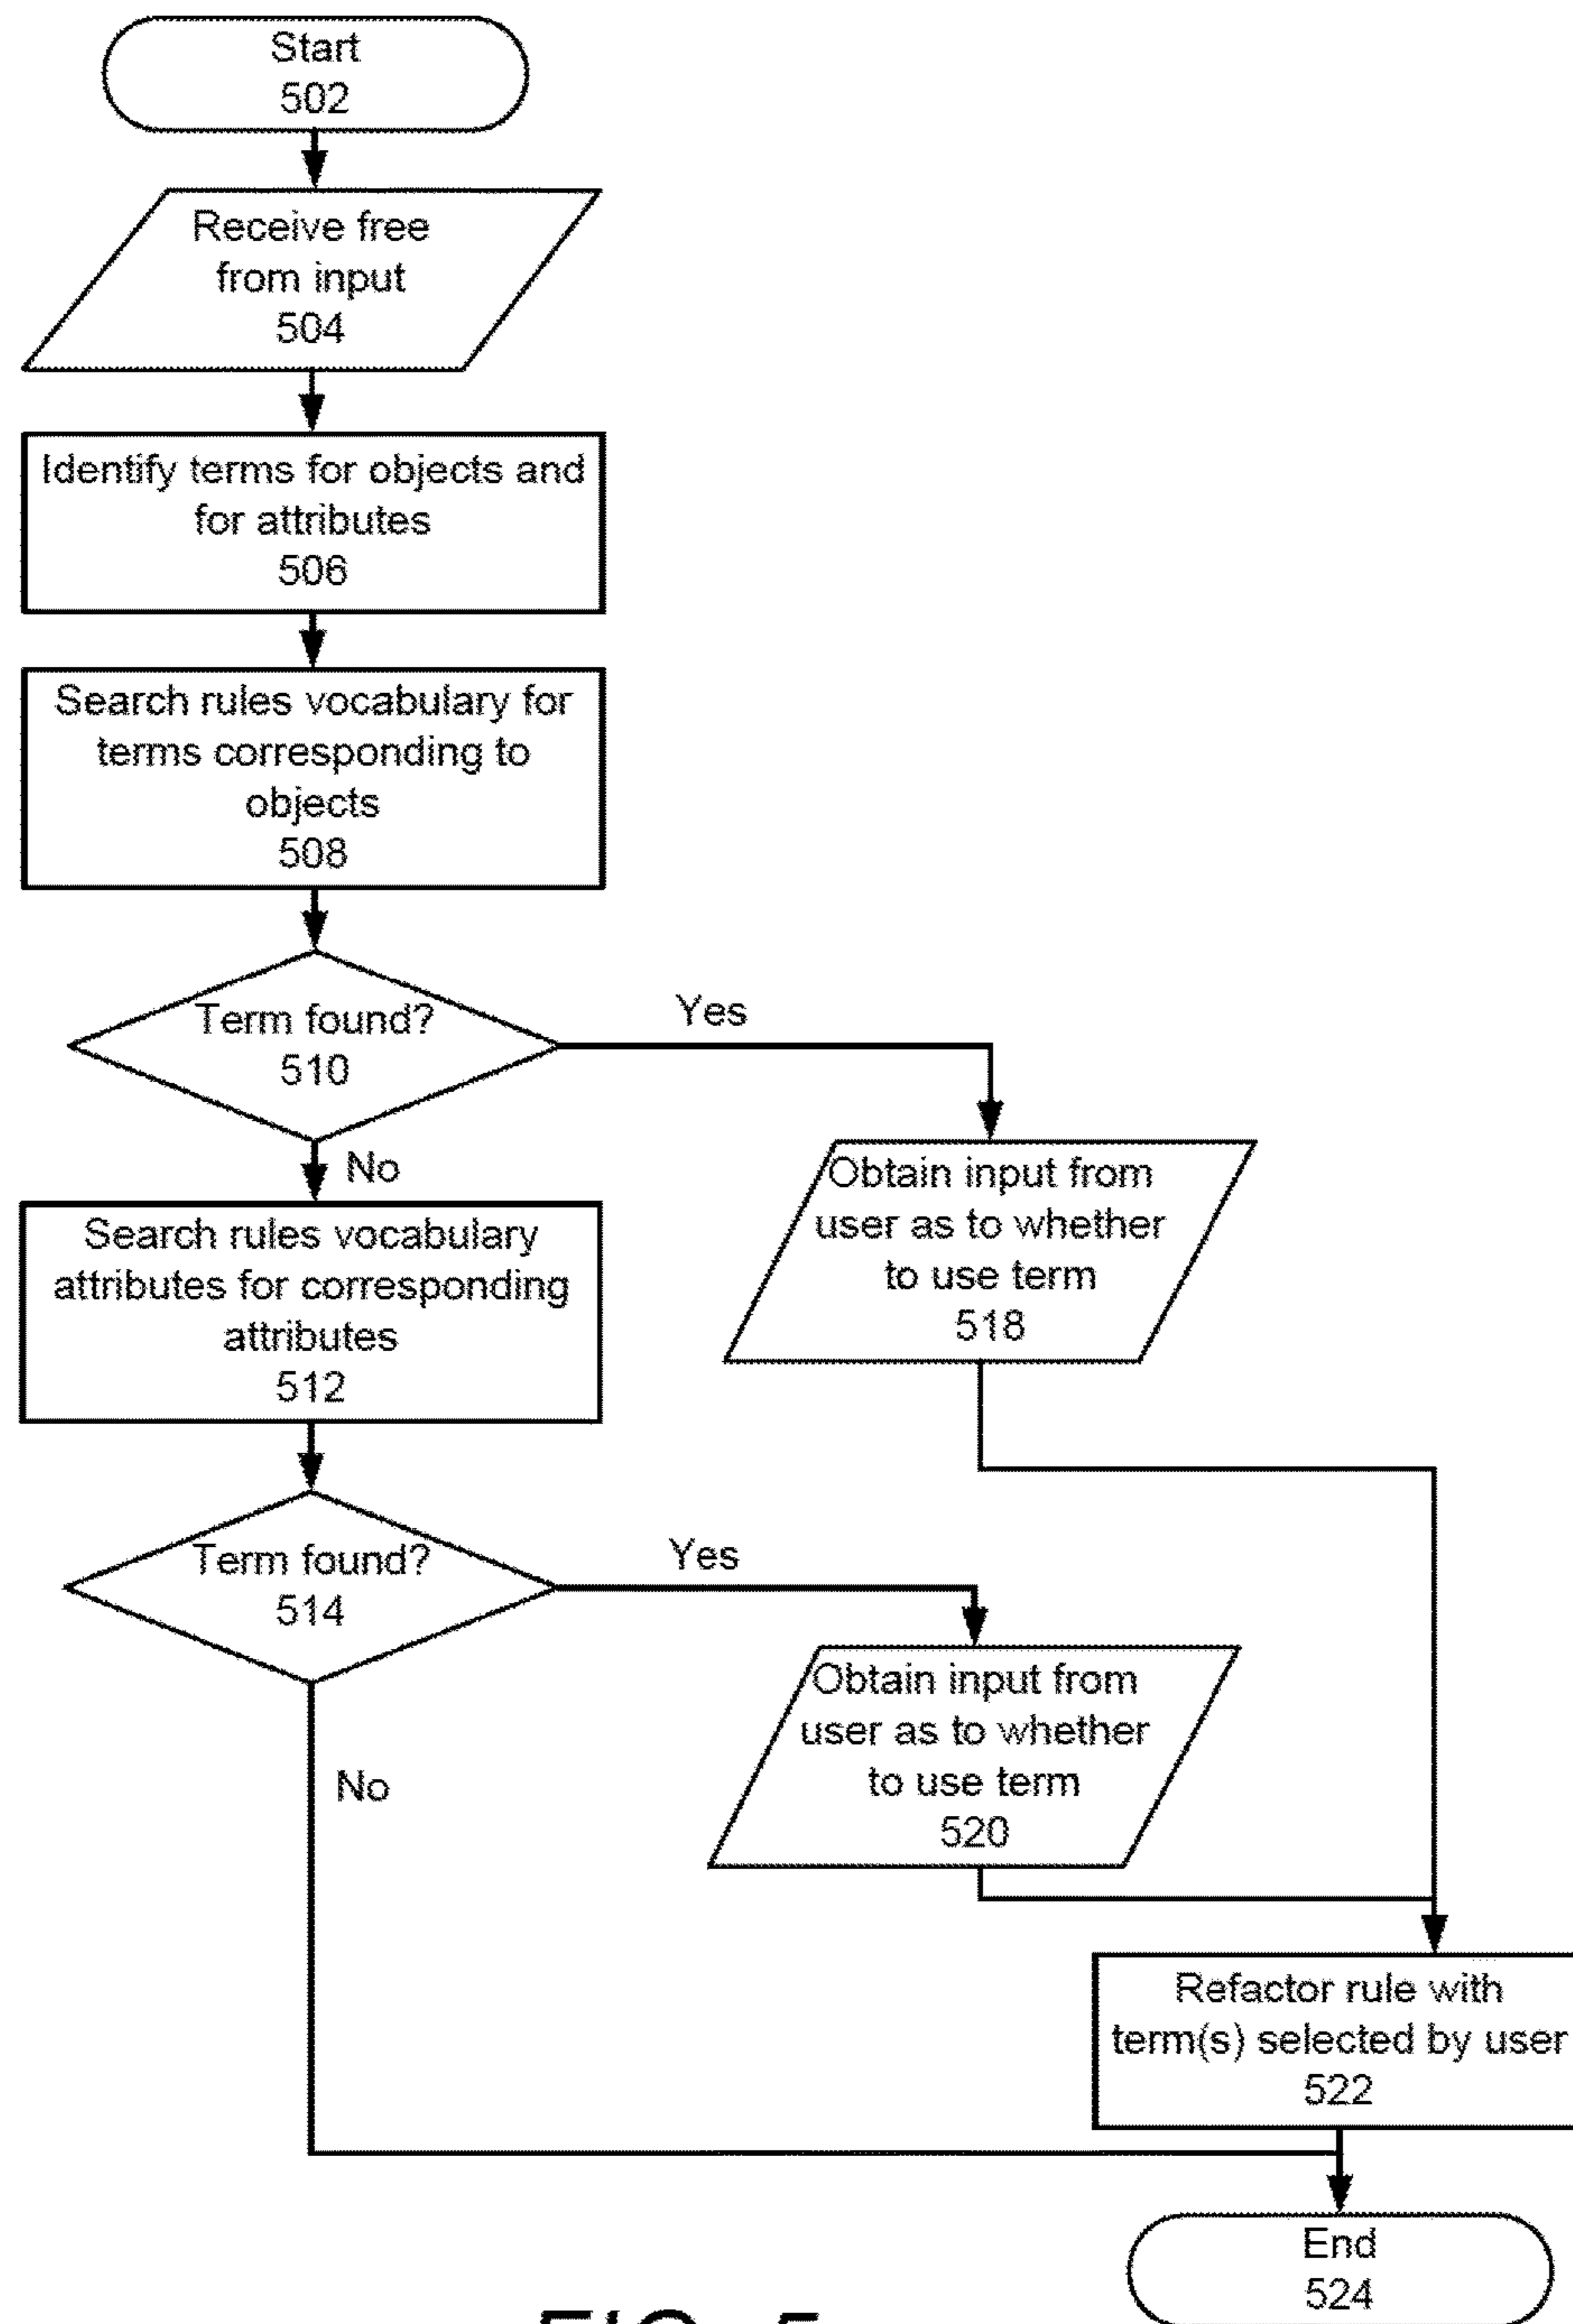 Start
502
Receive free
from input
504
Identify terms for objects and
for attributes
506
Search rules vocabulary for
terms corresponding to
objects
508
Term found?
510
Yes
No
Obtain input from
user as to whether
to use term
518
Search rules vocabulary
attributes for corresponding
attributes
512
Term found?
514
Yes
No
Obtain input from
user as to whether
to use term
520
Refactor rule with
term(s) selected by user
522
End
524
FIG. 5